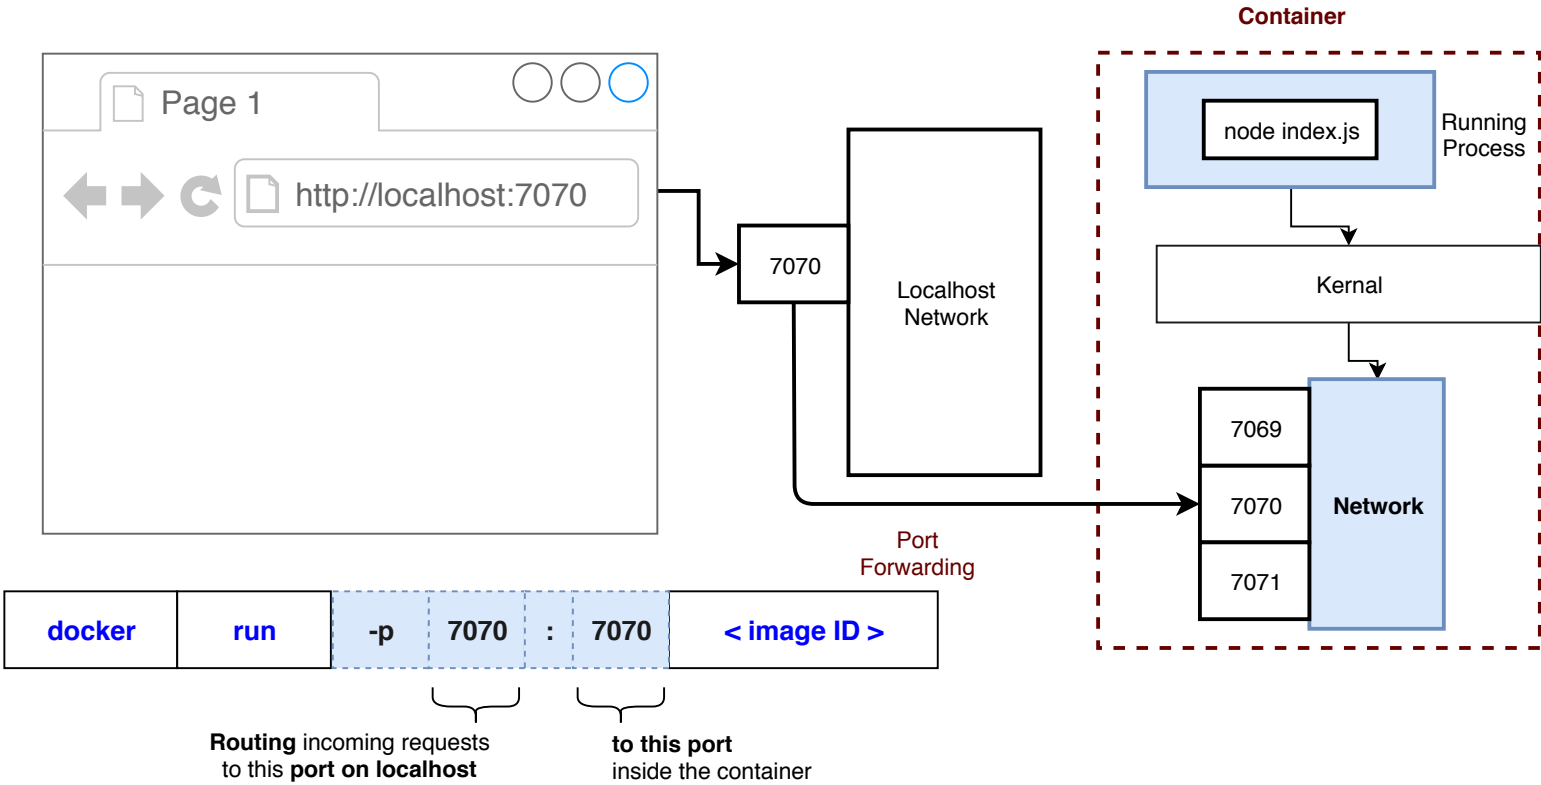 Container
Page 1
http://localhost:7070
7070
Localhost
Network
node index.js
Running
Process
Kernal
7069
7070
7071
Network
Port
Forwarding
docker run -p 7070 : 7070 < image ID >
Routing incoming requests
to this port on localhost
to this port
inside the container